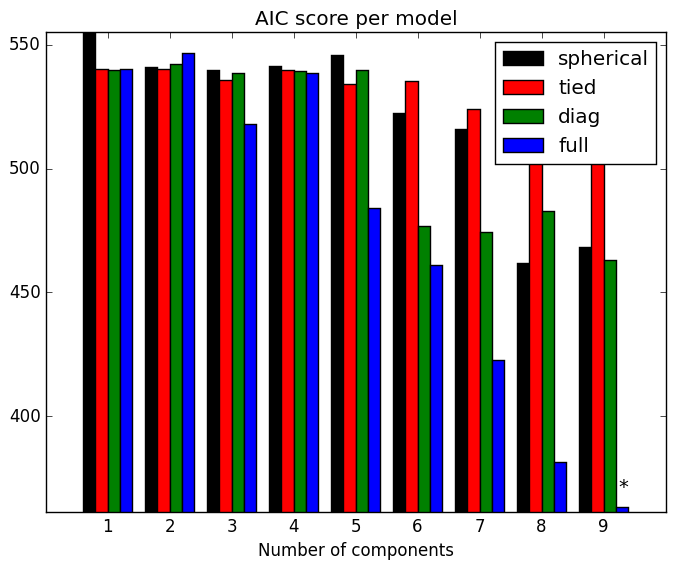 AIC score per model
550
500
450
400
spherical
tied
diag
full
*
1 2 3 4 5 6 7 8 9
Number of components